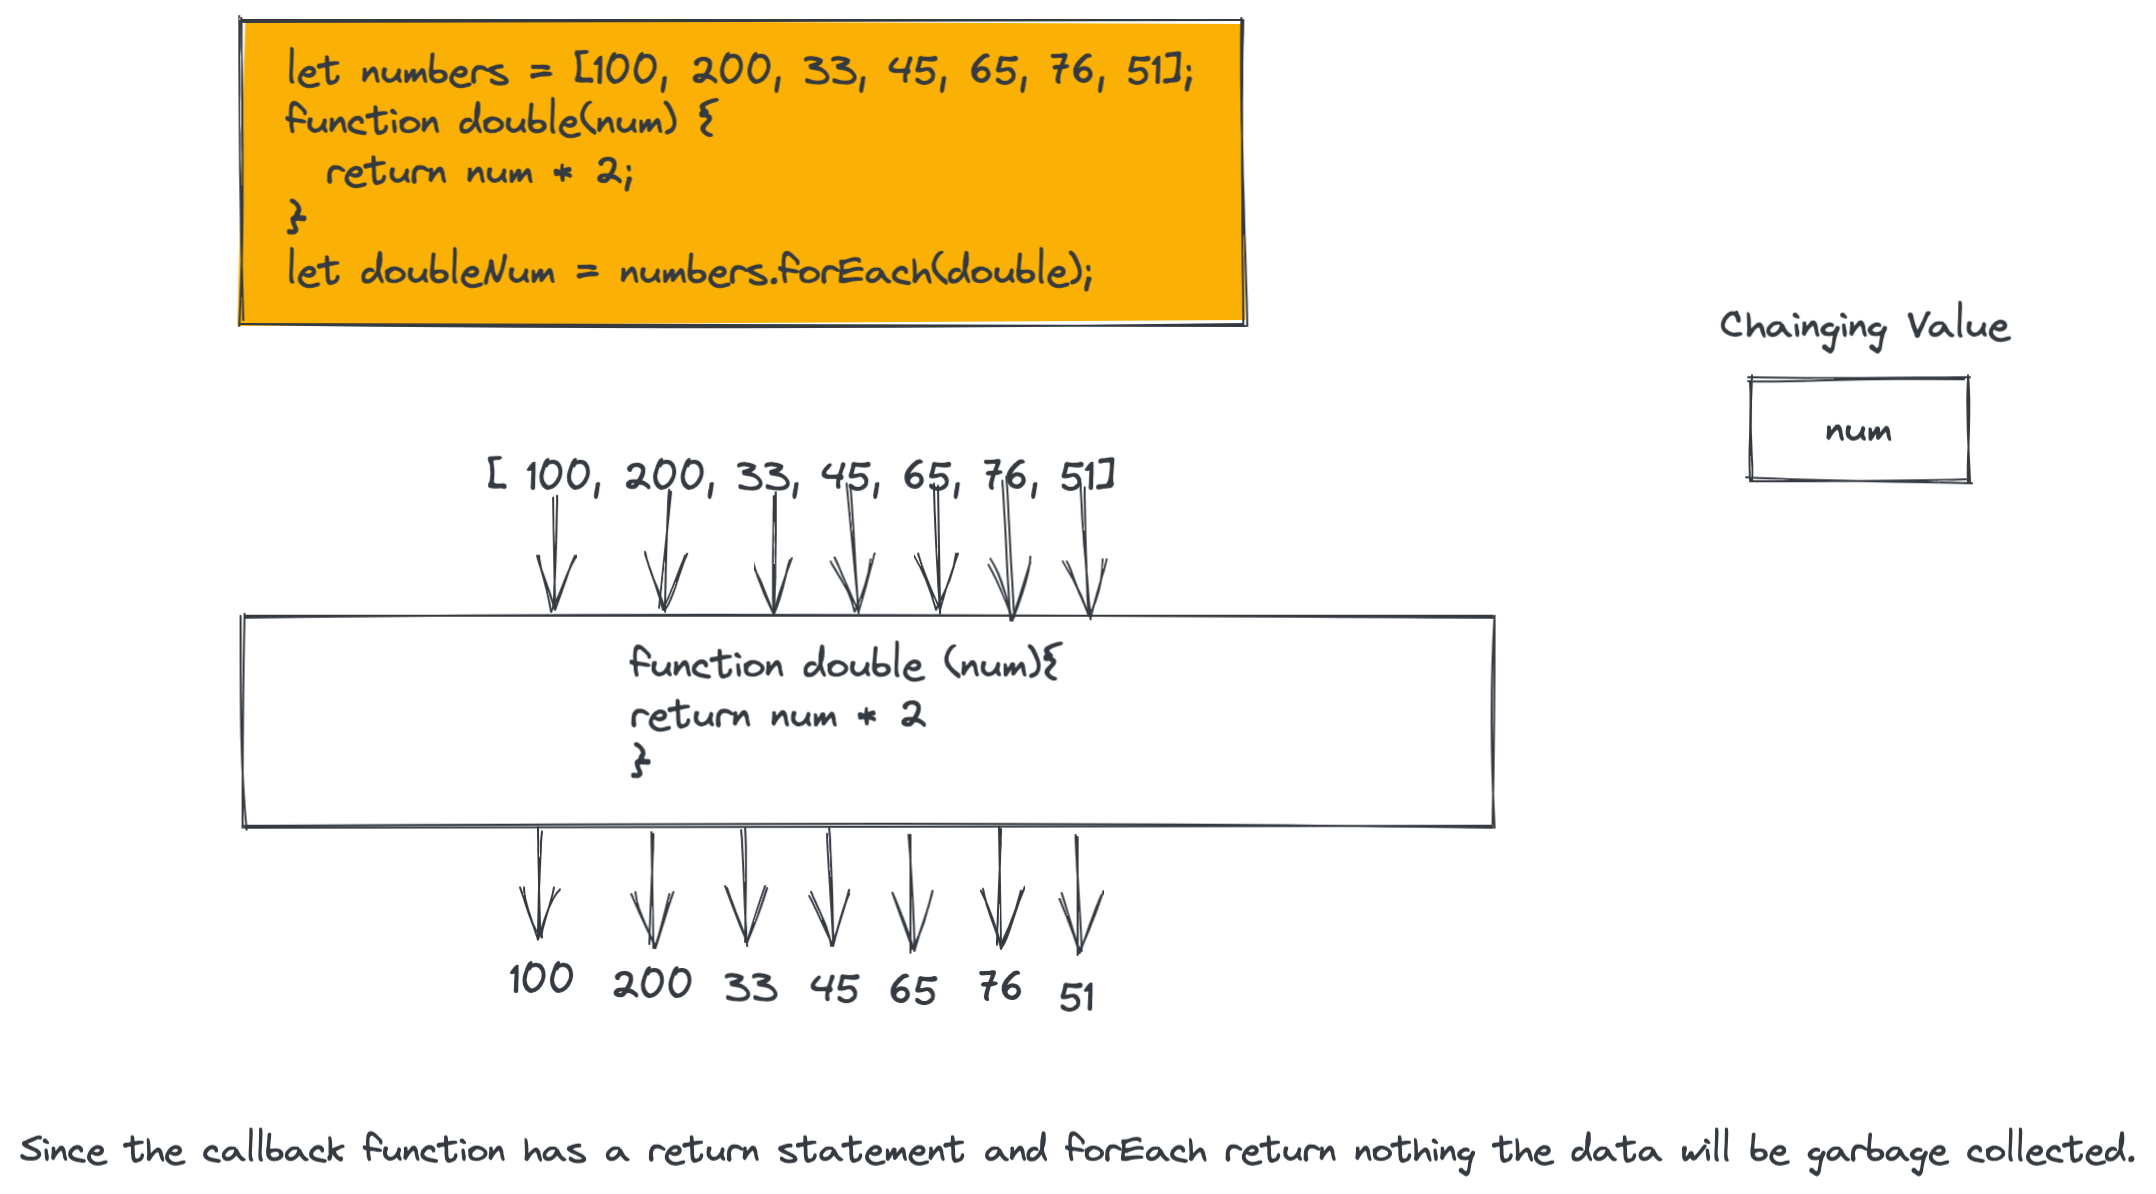 let numbers = [100, 200, 33, 45, 65, 76, 51];
function double(num) {
return num * 2;
}
let doubleNum = numbers.forEach(double);
Chainging Value
num
[ 100, 200, 33, 45, 65, 76, 51]
function double (num){
return num * 2
}
100 200 33 45 65 76 51
Since the callback function has a return statement and forEach return nothing the data will be garbage collected.